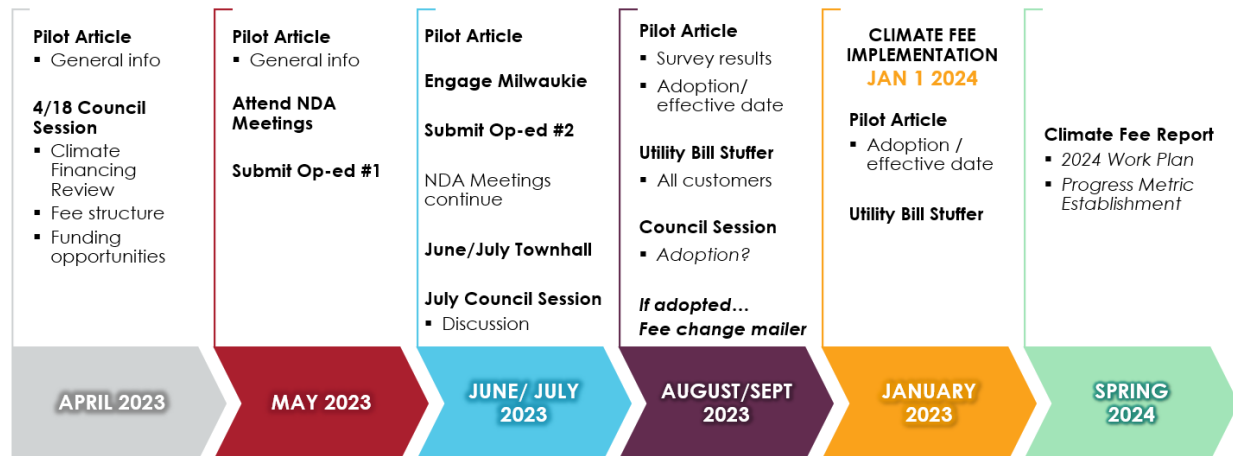 Pilot Article
▪ General info
4/18 Council
Session
▪ Climate
Financing
Review
▪ Fee structure
▪ Funding
opportunities
APRIL 2023
Pilot Article
▪ General info
Attend NDA
Meetings
Submit Op-ed #1
MAY 2023
Pilot Article
Engage Milwaukie
Submit Op-ed #2
NDA Meetings
continue
June/July Townhall
July Council Session
▪ Discussion
JUNE/ JULY
2023
Pilot Article
▪ Survey results
▪ Adoption/
effective date
Utility Bill Stuffer
▪ All customers
Council Session
▪ Adoption?
If adopted…
Fee change mailer
AUGUST/SEPT
2023
CLIMATE FEE
IMPLEMENTATION
JAN 1 2024
Pilot Article
▪ Adoption /
effective date
Utility Bill Stuffer
JANUARY
2023
Climate Fee Report
▪ 2024 Work Plan
▪ Progress Metric
Establishment
SPRING
2024